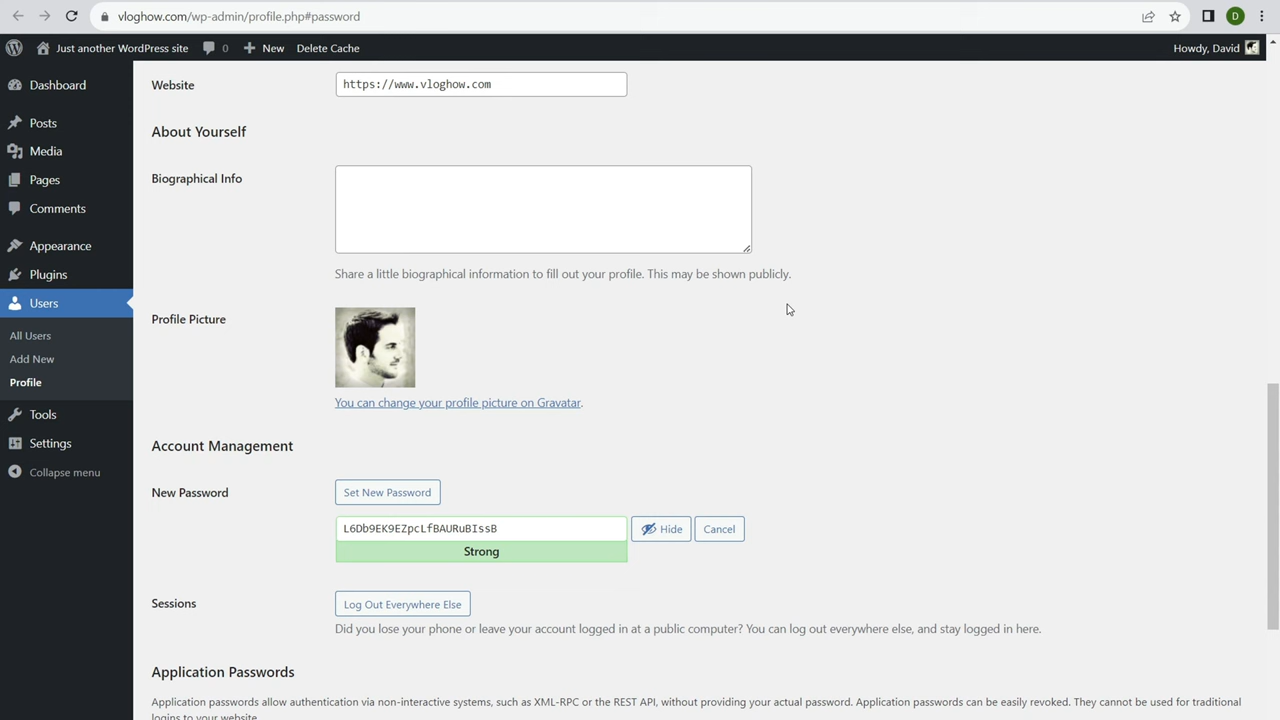 vloghow.com/wp-admin/profile.php#password
D
Just another WordPress site
0
New
Delete Cache
Howdy, David
Dashboard
Posts
Media
Pages
Comments
Appearance
Plugins
Users
All Users
Add New
Profile
Tools
Settings
Collapse menu
Website
https://www.vloghow.com
About Yourself
Biographical Info
Share a little biographical information to fill out your profile. This may be shown publicly.
Profile Picture
You can change your profile picture on Gravatar.
Account Management
New Password
Set New Password
L6Db9EK9EZpcLfBAURuBIssB
Hide
Cancel
Strong
Sessions
Log Out Everywhere Else
Did you lose your phone or leave your account logged in at a public computer? You can log out everywhere else, and stay logged in here.
Application Passwords
Application passwords allow authentication via non-interactive systems, such as XML-RPC or the REST API, without providing your actual password. Application passwords can be easily revoked. They cannot be used for traditional
logins to your website.